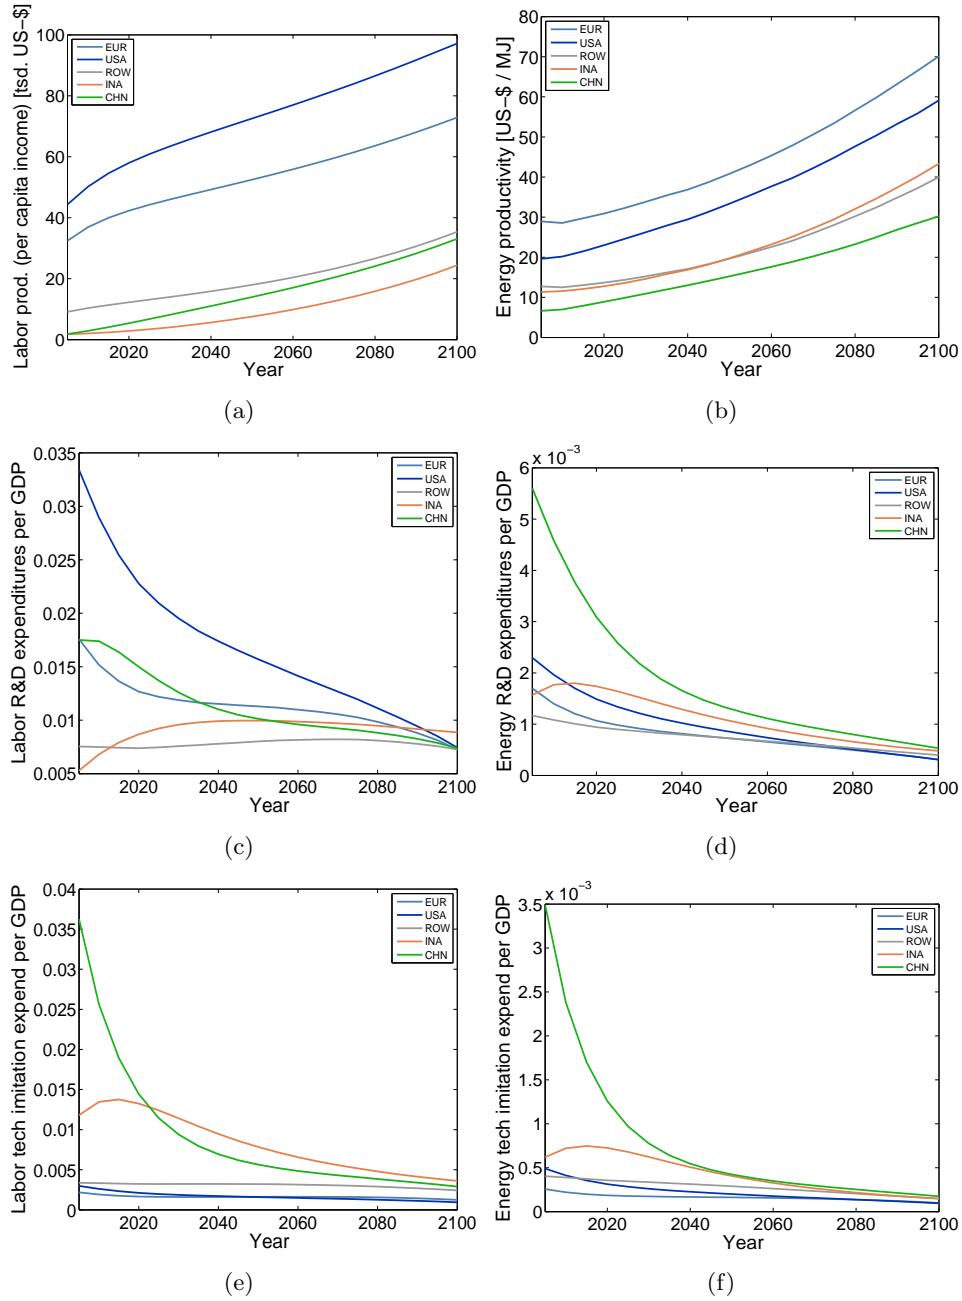 Labor prod. (per capita income) [tsd. US−$]
100
80
60
40
20
0
EUR
USA
ROW
INA
CHN
2020 2040 2060 2080 2100
Year
(a)
Energy productivity [US−$ / MJ]
80
70
60
50
40
30
20
10
0
EUR
USA
ROW
INA
CHN
2020 2040 2060 2080 2100
Year
(b)
Labor R&D expenditures per GDP
0.035
0.03
0.025
0.02
0.015
0.01
0.005
EUR
USA
ROW
INA
CHN
2020 2040 2060 2080 2100
Year
(c)
Energy R&D expenditures per GDP
x 10−3
6
5
4
3
2
1
0
EUR
USA
ROW
INA
CHN
2020 2040 2060 2080 2100
Year
(d)
Labor tech imitation expend per GDP
0.04
0.035
0.03
0.025
0.02
0.015
0.01
0.005
0
EUR
USA
ROW
INA
CHN
2020 2040 2060 2080 2100
Year
(e)
Energy tech imitation expend per GDP
x 10−3
3.5
3
2.5
2
1.5
1
0.5
0
EUR
USA
ROW
INA
CHN
2020 2040 2060 2080 2100
Year
(f)